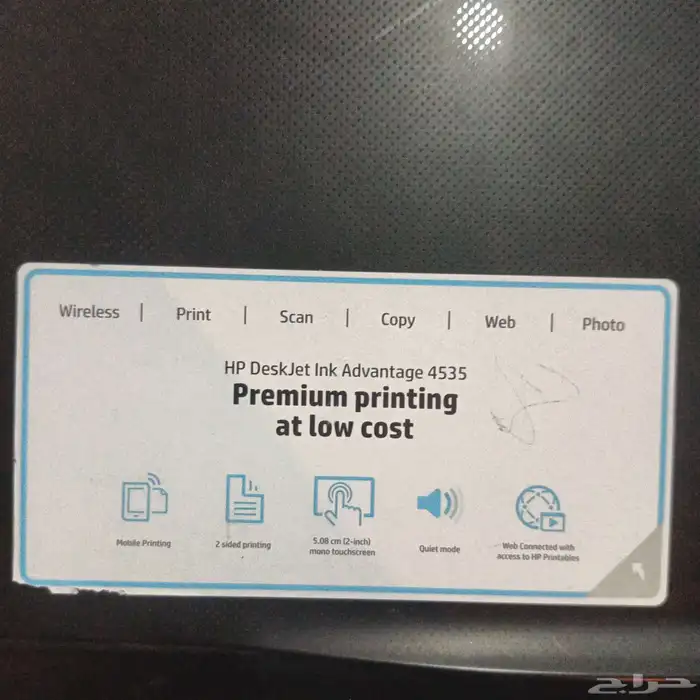 Wireless | Print | Scan | Copy | Web | Photo
HP DeskJet Ink Advantage 4535
Premium printing
at low cost
Mobile Printing
2 sided printing
5.08 cm (2-inch)
mono touchscreen
Quiet mode
Web Connected with
access to HP Printables
حراج